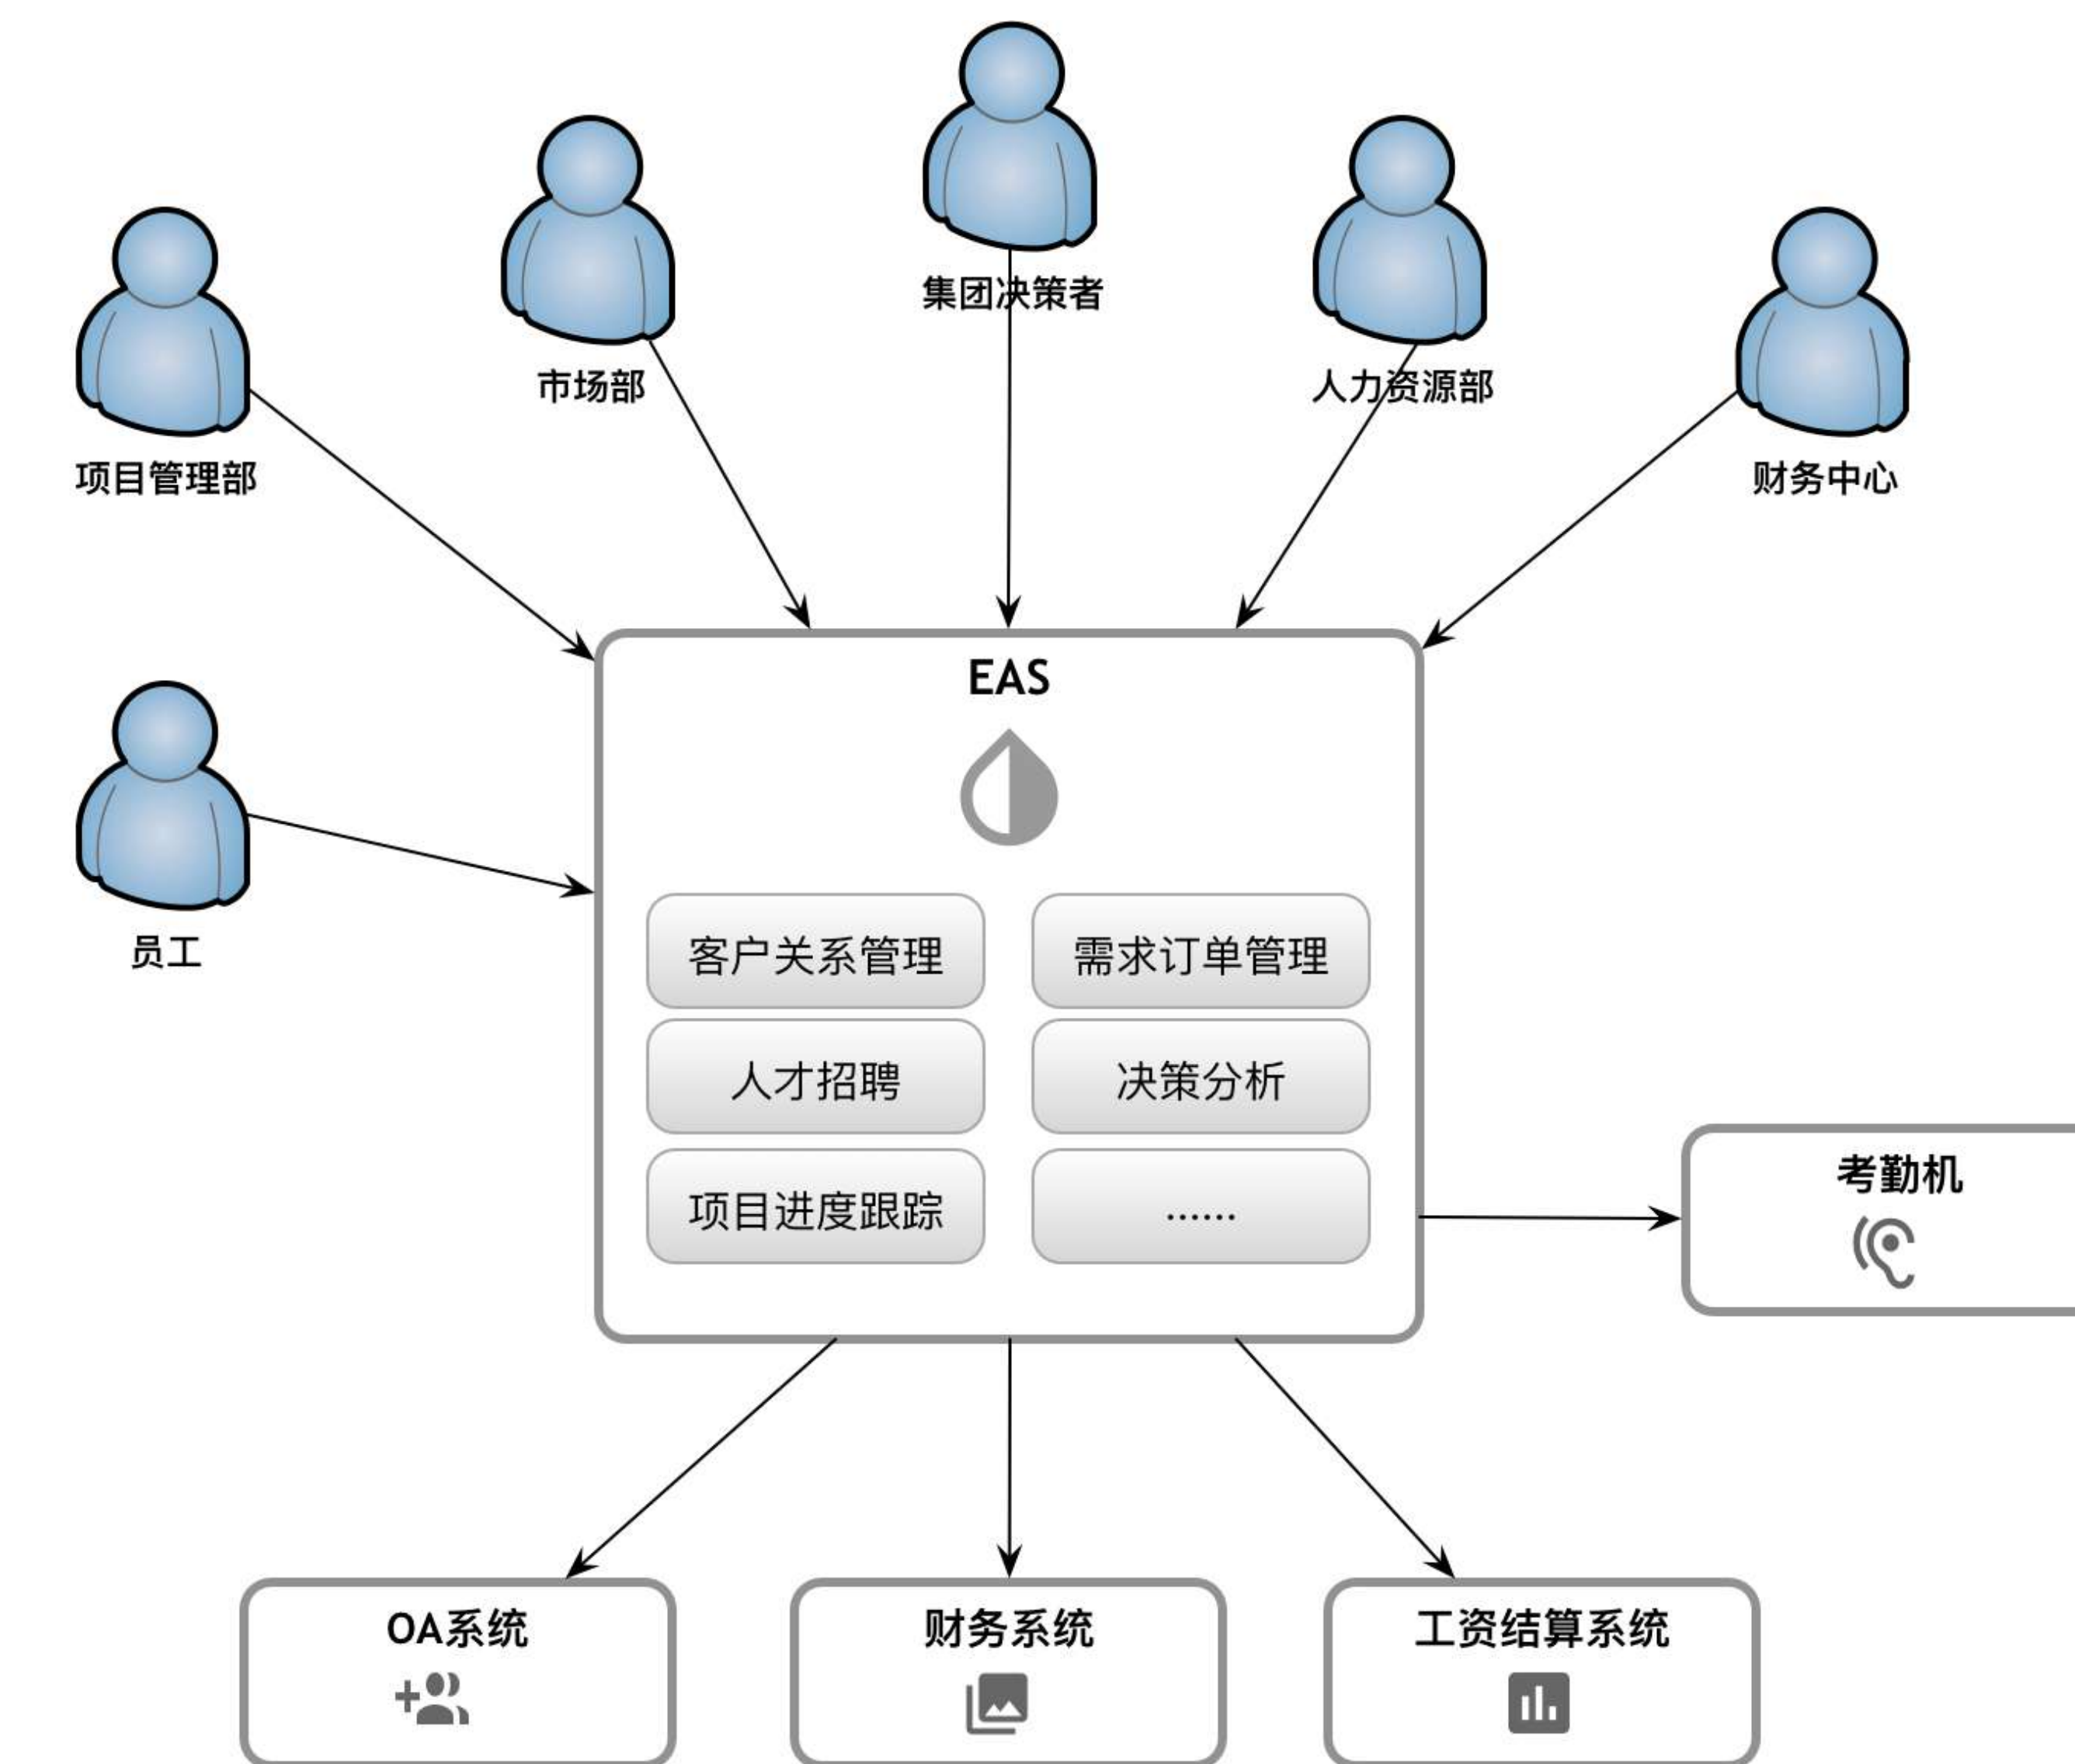 集团决策者
市场部
人力资源部
项目管理部
财务中心
EAS
员工
客户关系管理
需求订单管理
人才招聘
决策分析
项目进度跟踪
......
考勤机
OA系统
财务系统
工资结算系统